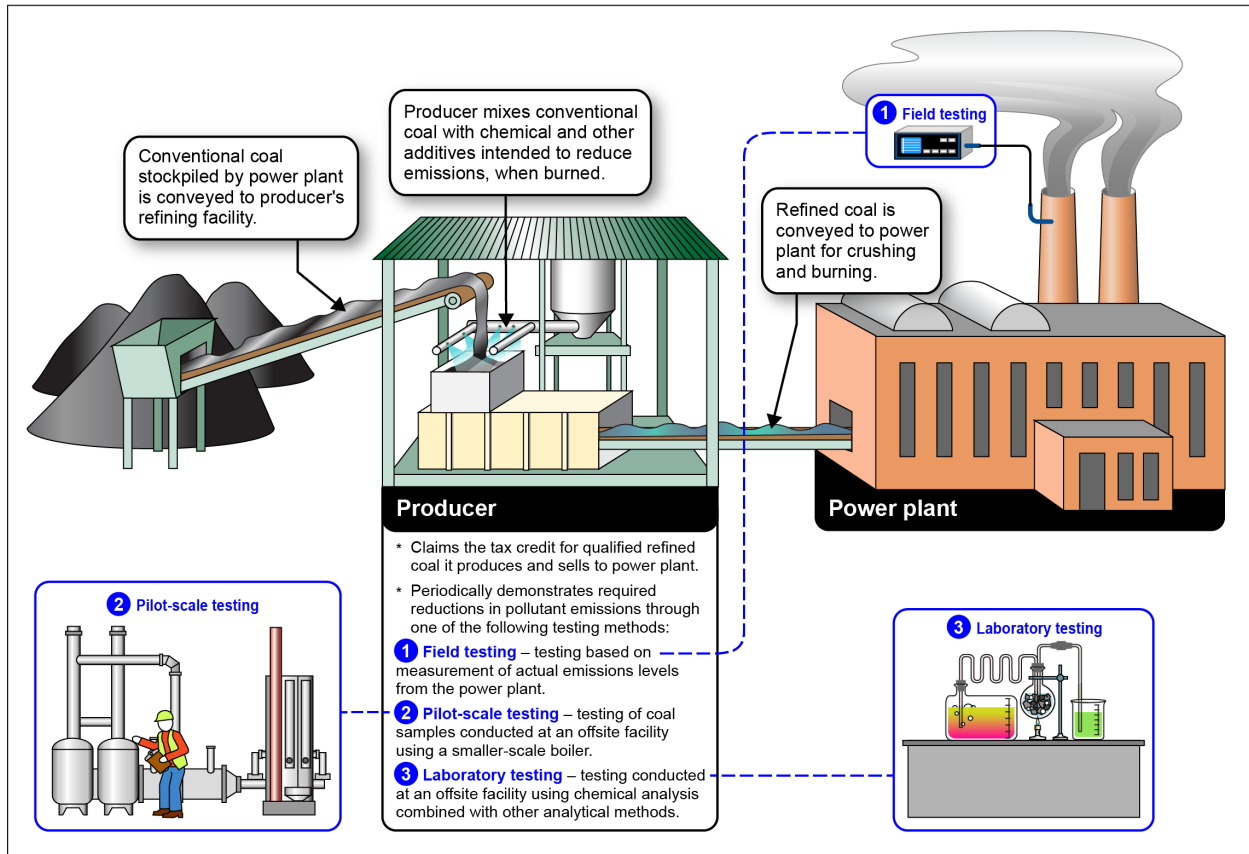 Conventional coal
stockpiled by power plant
is conveyed to producer's
refining facility.
Producer mixes conventional
coal with chemical and other
additives intended to reduce
emissions, when burned.
1 Field testing
Refined coal is
conveyed to power
plant for crushing
and burning.
Producer
* Claims the tax credit for qualified refined
coal it produces and sells to power plant.
* Periodically demonstrates required
reductions in pollutant emissions through
one of the following testing methods:
1 Field testing – testing based on
measurement of actual emissions levels
from the power plant.
2 Pilot-scale testing – testing of coal
samples conducted at an offsite facility
using a smaller-scale boiler.
3 Laboratory testing – testing conducted
at an offsite facility using chemical analysis
combined with other analytical methods.
Power plant
2 Pilot-scale testing
3 Laboratory testing